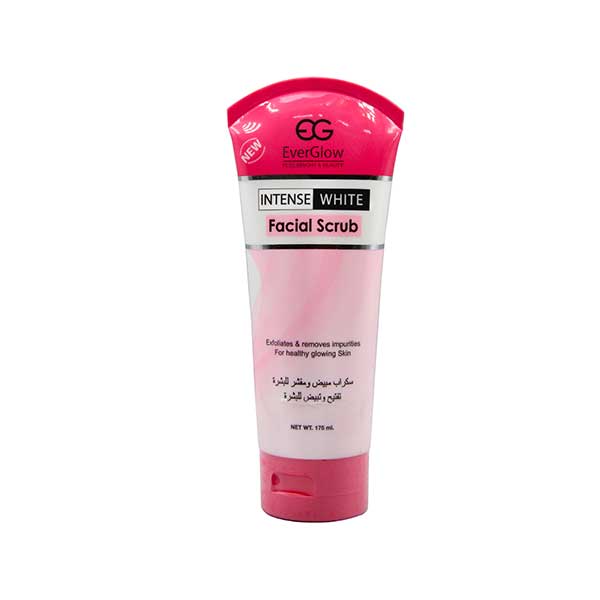 EG
EverGlow
NEW
INTENSE WHITE
Facial Scrub
Exfoliates & removes impurities
For healthy glowing Skin
سكراب مبيض ومقشر للبشرة
تفتيح وتبيض للبشرة
NET WT. 175 ml.